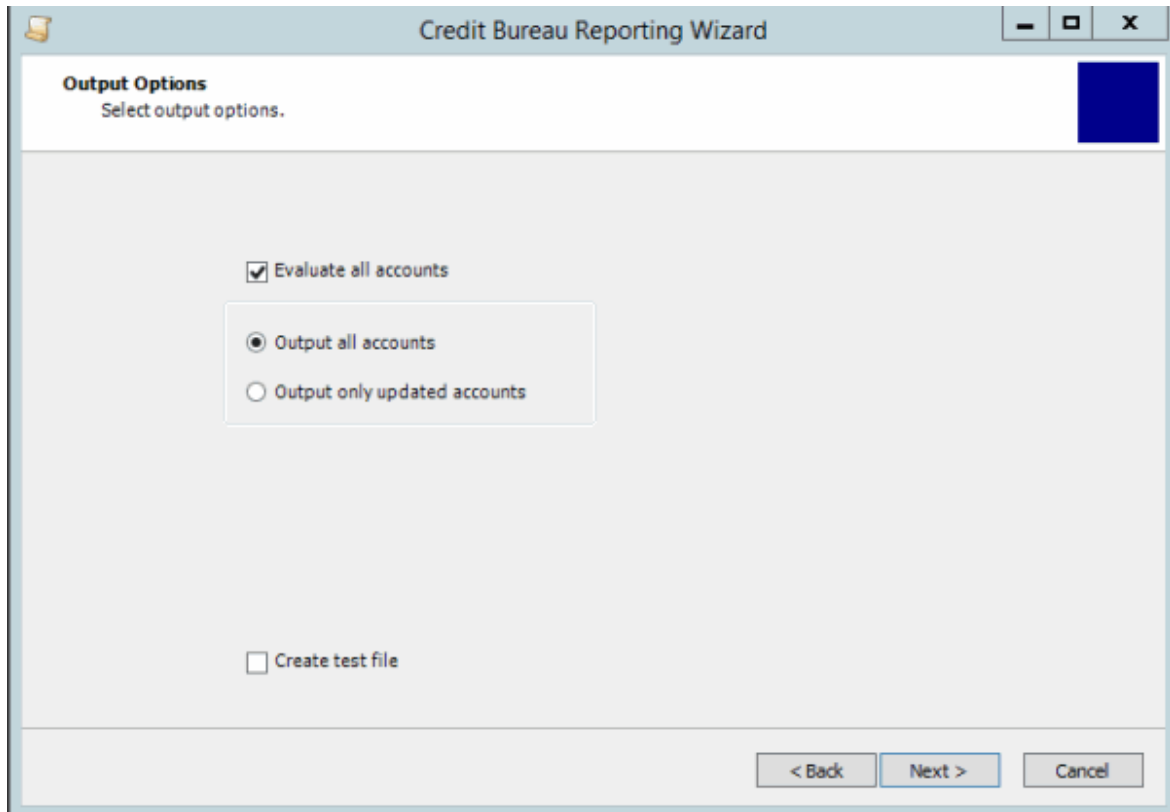 Credit Bureau Reporting Wizard
Output Options
Select output options.
Evaluate all accounts
Output all accounts
Output only updated accounts
Create test file
< Back Next > Cancel